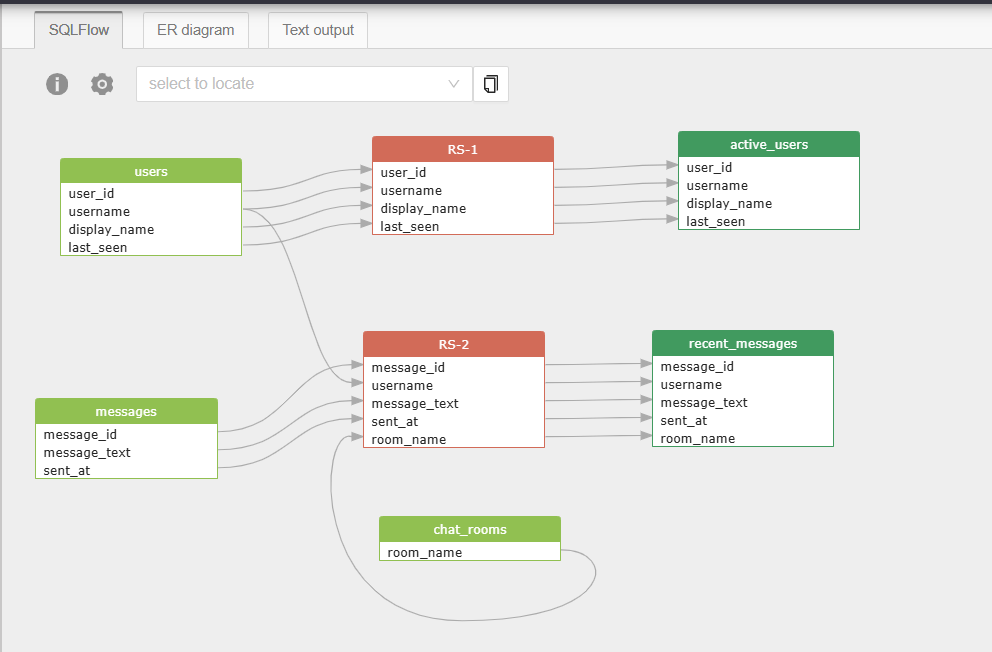 SQLFlow
ER diagram
Text output
select to locate
users
user_id
username
display_name
last_seen
RS-1
user_id
username
display_name
last_seen
active_users
user_id
username
display_name
last_seen
messages
message_id
message_text
sent_at
RS-2
message_id
username
message_text
sent_at
room_name
recent_messages
message_id
username
message_text
sent_at
room_name
chat_rooms
room_name